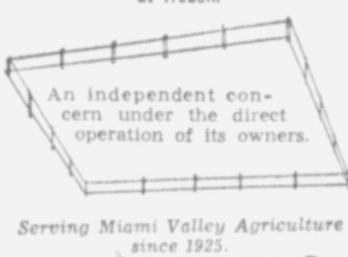 An independent con-
cern under the direct
operation of its owners.
Serving Miami Valley Agriculture
since 1925.